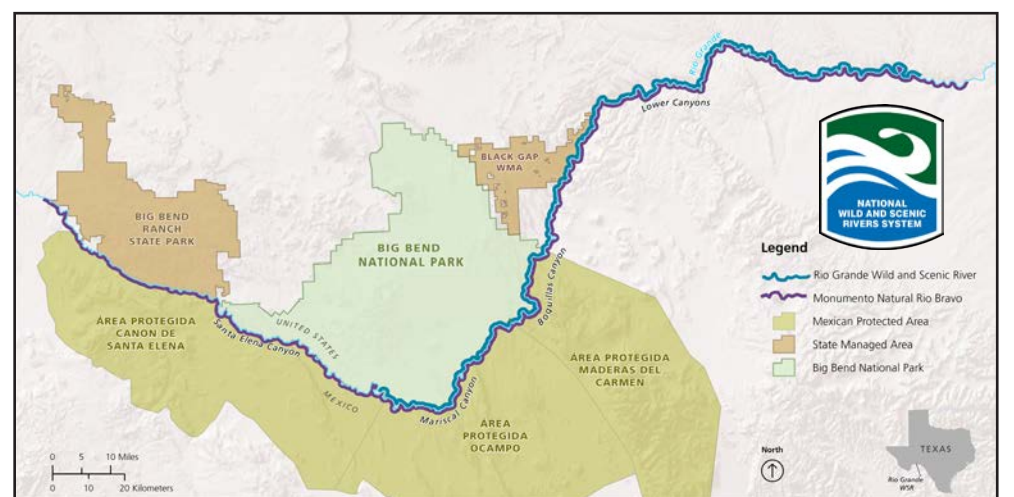 Rio Grande
Lower Canyons
BLACK GAP
WMA
NATIONAL
WILD AND SCENIC
RIVERS SYSTEM
BIG BEND
RANCH
STATE PARK
BIG BEND
NATIONAL PARK
Legend
Rio Grande Wild and Scenic River
Monumento Natural Rio Bravo
Mexican Protected Area
State Managed Area
Big Bend National Park
Boquillas Canyon
ÁREA PROTEGIDA
CANON DE
SANTA ELENA
Santa Elena Canyon
UNITED STATES
MEXICO
Mariscal Canyon
ÁREA PROTEGIDA
MADERAS DEL
CARMEN
ÁREA
PROTEGIDA
OCAMPO
0 5 10 Miles
0 10 20 Kilometers
North
TEXAS
Rio Grande
WSR